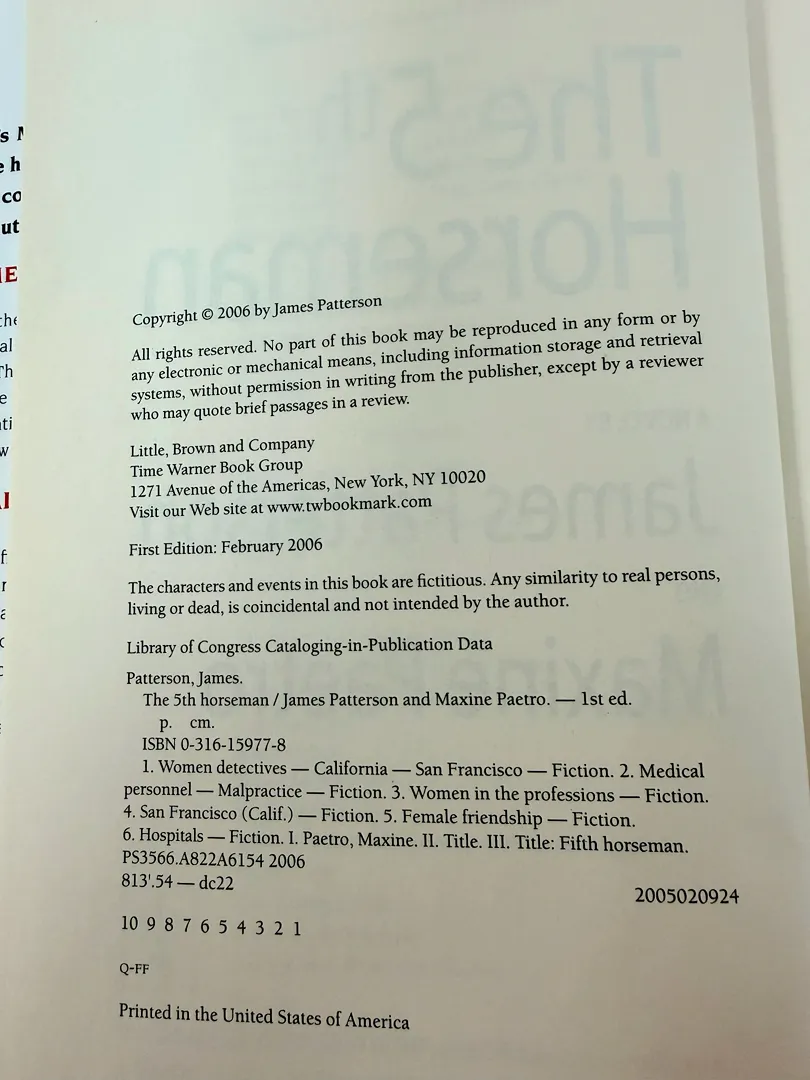 Copyright © 2006 by James Patterson
All rights reserved. No part of this book may be reproduced in any form or by
any electronic or mechanical means, including information storage and retrieval
systems, without permission in writing from the publisher, except by a reviewer
who may quote brief passages in a review.
Little, Brown and Company
Time Warner Book Group
1271 Avenue of the Americas, New York, NY 10020
Visit our Web site at www.twbookmark.com
First Edition: February 2006
The characters and events in this book are fictitious. Any similarity to real persons,
living or dead, is coincidental and not intended by the author.
Library of Congress Cataloging-in-Publication Data
Patterson, James.
The 5th horseman / James Patterson and Maxine Paetro. — 1st ed.
p. cm.
ISBN 0-316-15977-8
1. Women detectives — California — San Francisco — Fiction. 2. Medical
personnel — Malpractice — Fiction. 3. Women in the professions — Fiction.
4. San Francisco (Calif.) — Fiction. 5. Female friendship — Fiction.
6. Hospitals — Fiction. I. Paetro, Maxine. II. Title. III. Title: Fifth horseman.
PS3566.A822A6154 2006
813'.54 — dc22
2005020924
10 9 8 7 6 5 4 3 2 1
Q-FF
Printed in the United States of America